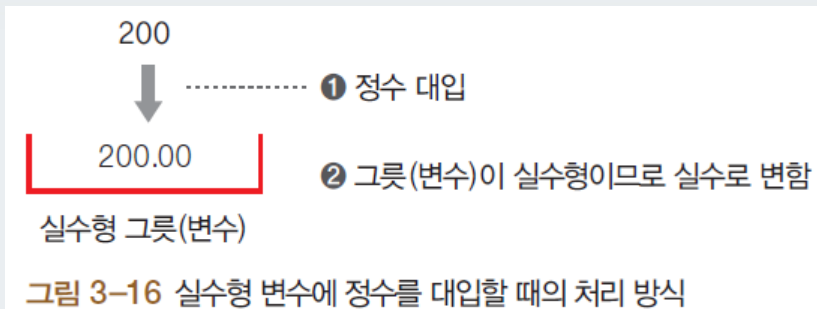 200
❶ 정수 대입
200.00
❷ 그릇(변수)이 실수형이므로 실수로 변함
실수형 그릇(변수)
그림 3-16 실수형 변수에 정수를 대입할 때의 처리 방식